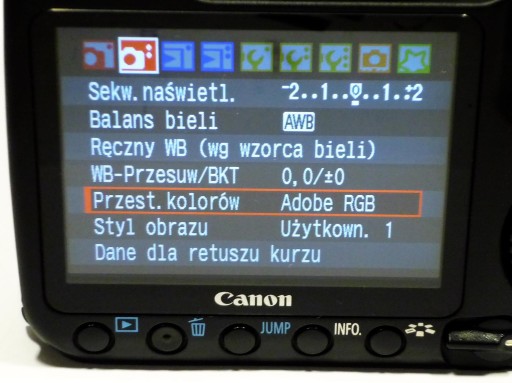 Sekw.naświetl. -2..1..0..1.+2
Balans bieli AWB
Ręczny WB (wg wzorca bieli)
WB-Przesuw/BKT 0,0/±0
Przest.kolorów Adobe RGB
Styl obrazu Użytkown. 1
Dane dla retuszu kurzu
Canon
JUMP INFO.